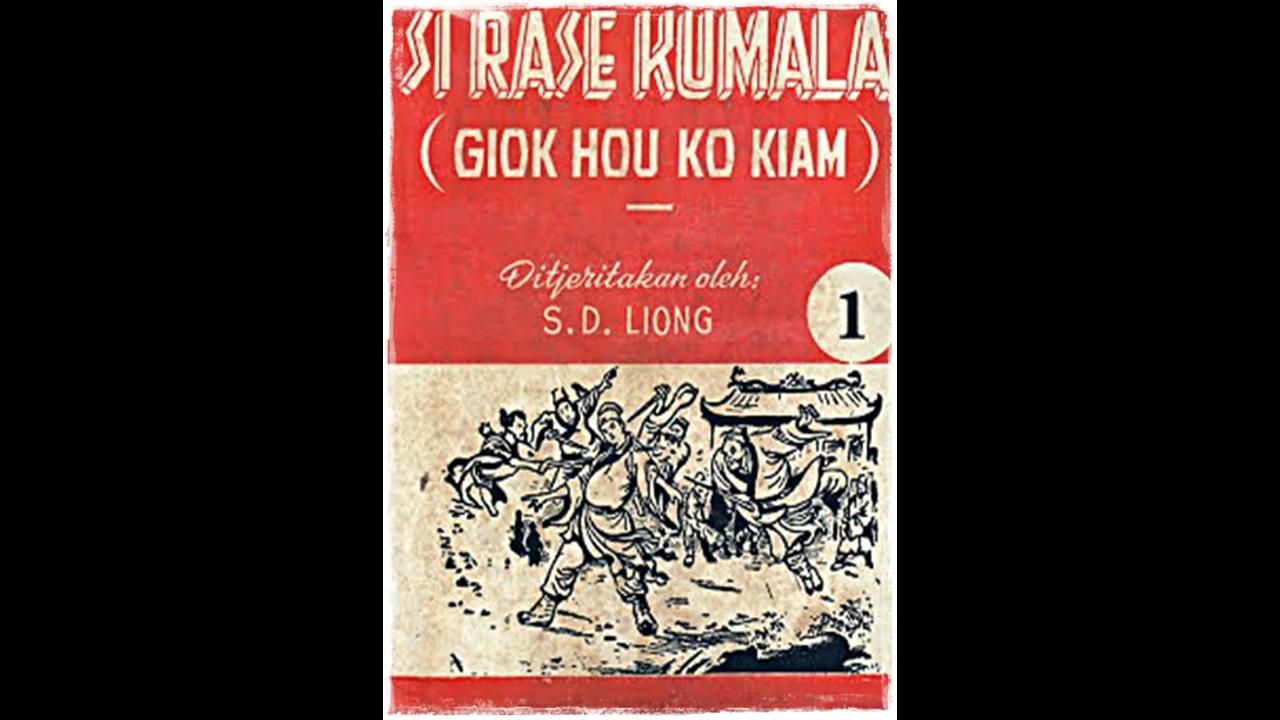 SI RASE KUMALA
(GIOK HOU KO KIAM)
Ditjeritakan oleh:
S.D. LIONG
1